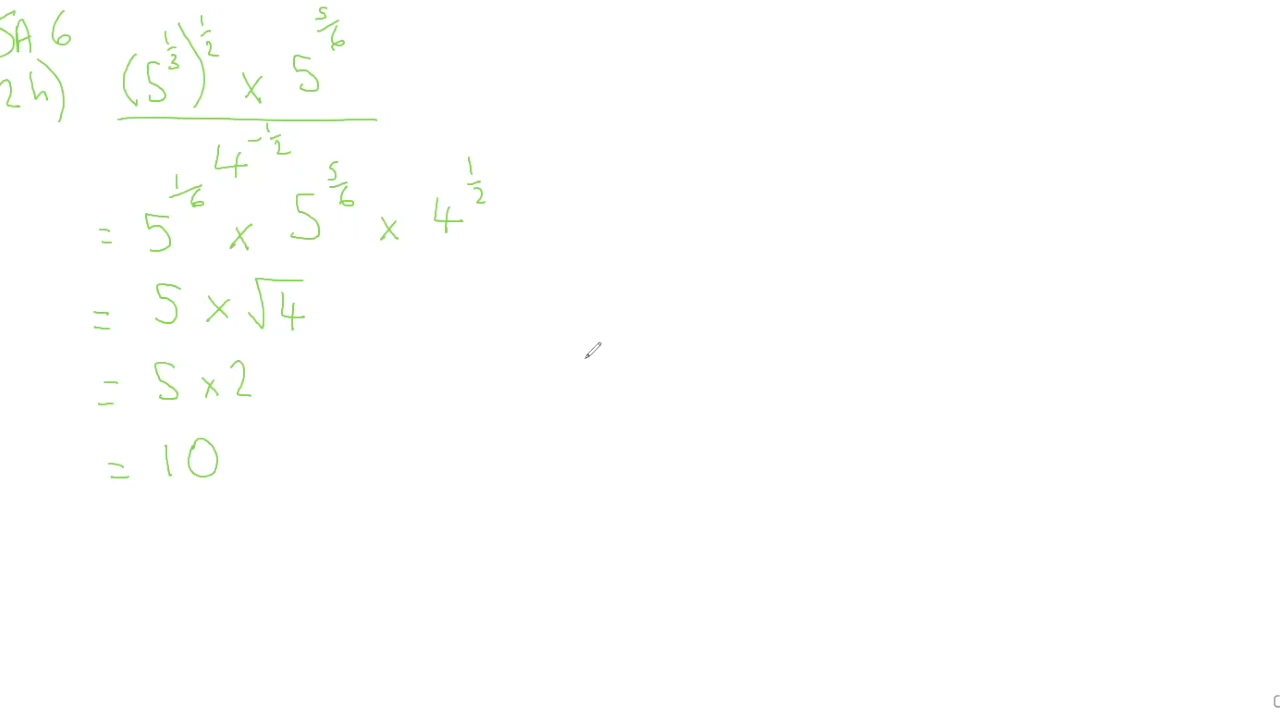 5A 6
2h) ((5^(1/3))^(1/2) × 5^(5/6)) / 4^(-1/2)
= 5^(1/6) × 5^(5/6) × 4^(1/2)
= 5 × √4
= 5 × 2
= 10